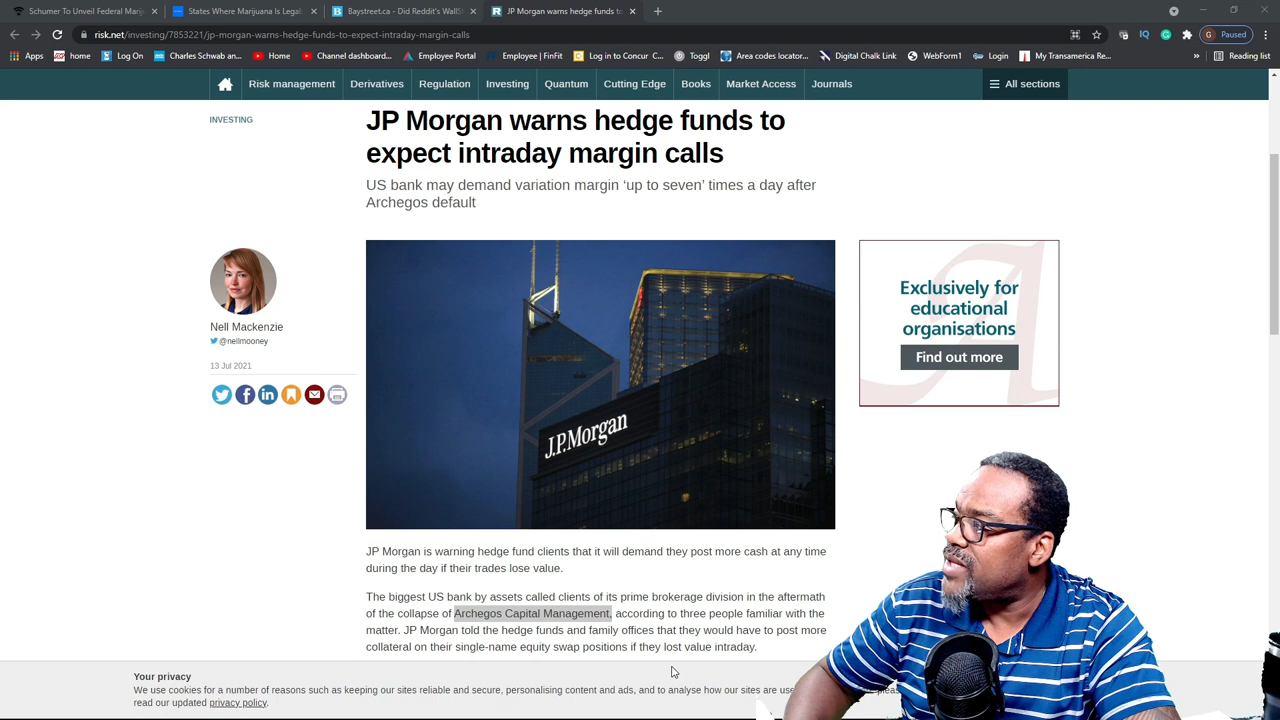 Schumer To Unveil Federal Marij
States Where Marijuana Is Legal
Baystreet.ca - Did Reddit's WallSt
JP Morgan warns hedge funds to
risk.net/investing/7853221/jp-morgan-warns-hedge-funds-to-expect-intraday-margin-calls
G Paused
Apps
home
Log On
Charles Schwab an...
Home
Channel dashboard...
Employee Portal
Employee | FinFit
Log in to Concur - C...
Toggl
Area codes locator...
Digital Chalk Link
WebForm1
Login
My Transamerica Re...
»
Reading list
Risk management
Derivatives
Regulation
Investing
Quantum
Cutting Edge
Books
Market Access
Journals
All sections
INVESTING
JP Morgan warns hedge funds to
expect intraday margin calls
US bank may demand variation margin ‘up to seven’ times a day after
Archegos default
Nell Mackenzie
@nellmooney
13 Jul 2021
J.P.Morgan
Exclusively for
educational
organisations
Find out more
JP Morgan is warning hedge fund clients that it will demand they post more cash at any time
during the day if their trades lose value.
The biggest US bank by assets called clients of its prime brokerage division in the aftermath
of the collapse of Archegos Capital Management, according to three people familiar with the
matter. JP Morgan told the hedge funds and family offices that they would have to post more
collateral on their single-name equity swap positions if they lost value intraday.
Your privacy
We use cookies for a number of reasons such as keeping our sites reliable and secure, personalising content and ads, and to analyse how our sites are
read our updated privacy policy.